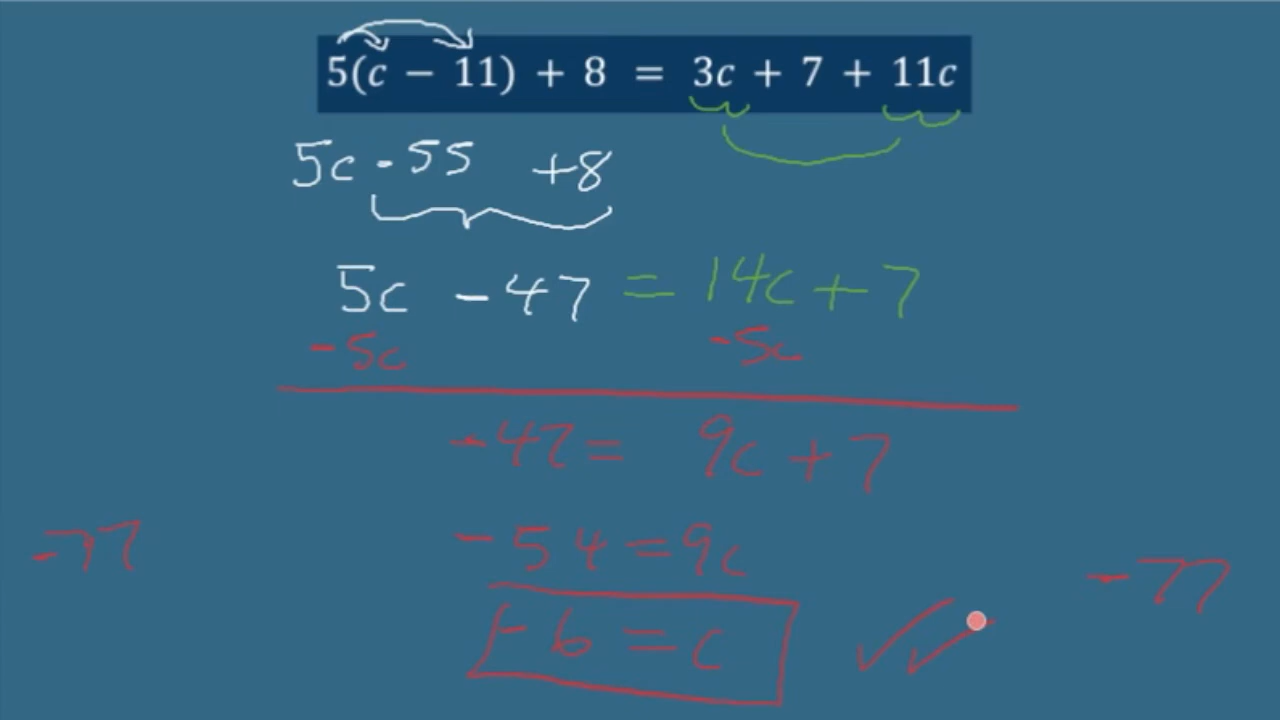 5(c − 11) + 8 = 3c + 7 + 11c
5c - 55 +8
5c - 47 = 14c + 7
-5c -5c
-47 = 9c + 7
-54 = 9c
-77 -77
-6 = c